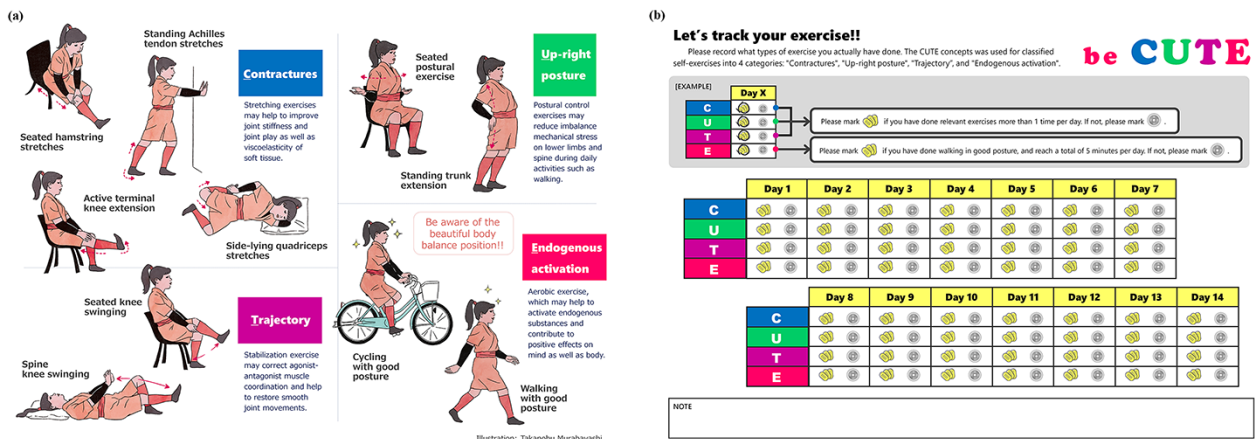 (a)
Standing Achilles
tendon stretches
Contractures
Stretching exercises
may help to improve
joint stiffness and
joint play as well as
viscoelasticity of
soft tissue.
Seated hamstring
stretches
Active terminal
knee extension
Side-lying quadriceps
stretches
Seated knee
swinging
Trajectory
Stabilization exercise
may correct agonist-
antagonist muscle
coordination and help
to restore smooth
joint movements.
Spine
knee swinging
Seated
postural
exercise
Up-right
posture
Postural control
exercises may
reduce imbalance
mechanical stress
on lower limbs and
spine during daily
activities such as
walking.
Standing trunk
extension
Be aware of the
beautiful body
balance position!!
Endogenous
activation
Aerobic exercise,
which may help to
activate endogenous
substances and
contribute to
positive effects on
mind as well as body.
Cycling
with good
posture
Walking
with good
posture
Illustration: Takanobu Murabayashi
(b)
Let's track your exercise!!
Please record what types of exercise you actually have done. The CUTE concepts was used for classified
self-exercises into 4 categories: "Contractures", "Up-right posture", "Trajectory", and "Endogenous activation".
be CUTE
[EXAMPLE]
Day X
C
U
T
E
Please mark if you have done relevant exercises more than 1 time per day. If not, please mark .
Please mark if you have done walking in good posture, and reach a total of 5 minutes per day. If not, please mark .
Day 1 Day 2 Day 3 Day 4 Day 5 Day 6 Day 7
C
U
T
E
Day 8 Day 9 Day 10 Day 11 Day 12 Day 13 Day 14
C
U
T
E
NOTE